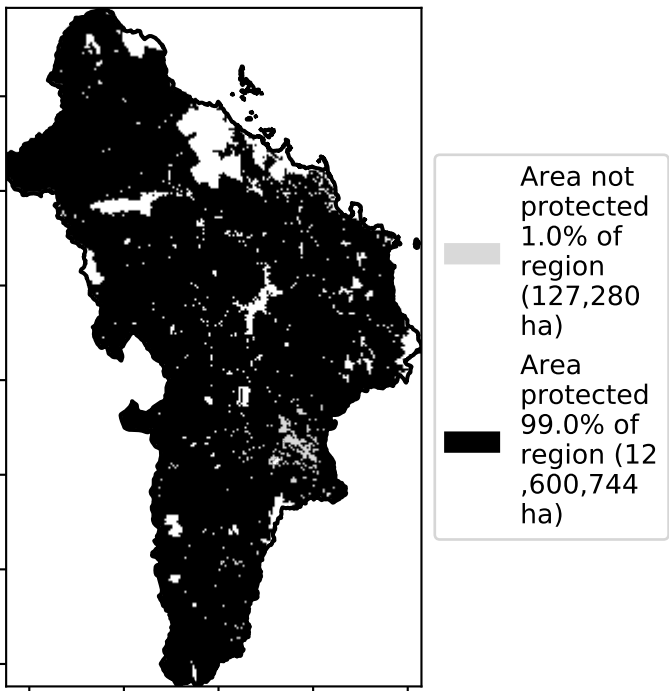 Area not
protected
1.0% of
region
(127,280
ha)
Area
protected
99.0% of
region (12
,600,744
ha)